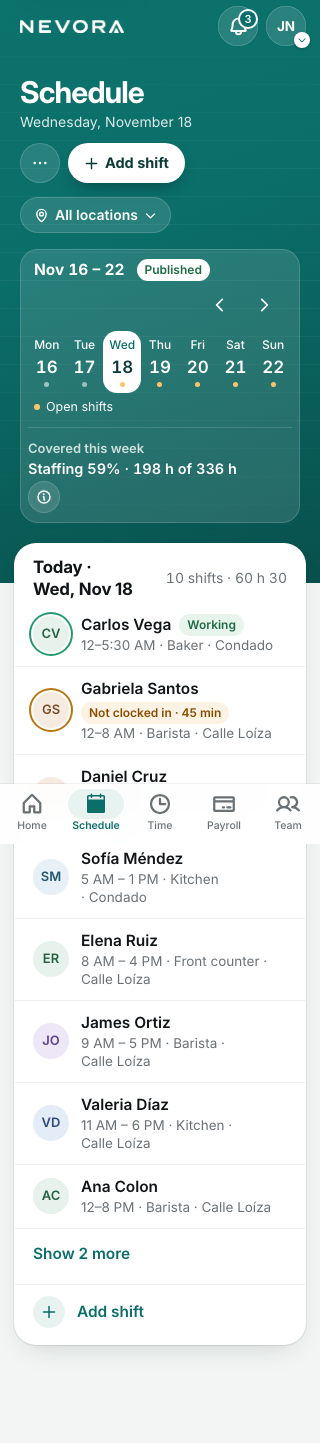 NEVORA
3
JN
Schedule
Wednesday, November 18
Add shift
All locations
Nov 16 – 22 Published
Mon Tue Wed Thu Fri Sat Sun
16 17 18 19 20 21 22
Open shifts
Covered this week
Staffing 59% · 198 h of 336 h
Today ·
Wed, Nov 18
10 shifts · 60 h 30
CV
Carlos Vega Working
12–5:30 AM · Baker · Condado
GS
Gabriela Santos
Not clocked in · 45 min
12–8 AM · Barista · Calle Loíza
Daniel Cruz
Home Schedule Time Payroll Team
SM
Sofía Méndez
5 AM – 1 PM · Kitchen
· Condado
ER
Elena Ruiz
8 AM – 4 PM · Front counter ·
Calle Loíza
JO
James Ortiz
9 AM – 5 PM · Barista ·
Calle Loíza
VD
Valeria Díaz
11 AM – 6 PM · Kitchen ·
Calle Loíza
AC
Ana Colon
12–8 PM · Barista · Calle Loíza
Show 2 more
Add shift